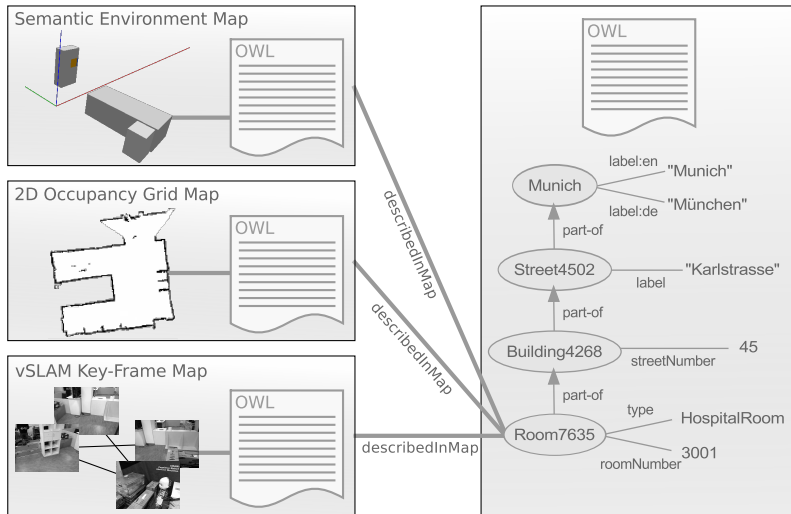 Semantic Environment Map
OWL
2D Occupancy Grid Map
OWL
vSLAM Key-Frame Map
OWL
describedInMap
describedInMap
describedInMap
OWL
Munich
label:en
"Munich"
label:de
"München"
part-of
Street4502
label
"Karlstrasse"
part-of
Building4268
streetNumber
45
part-of
Room7635
type
HospitalRoom
roomNumber
3001